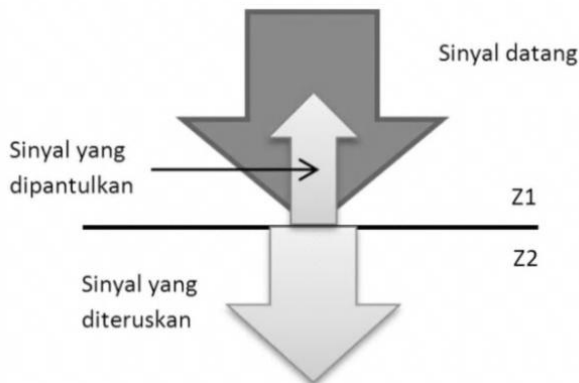 Sinyal datang
Sinyal yang
dipantulkan
Z1
Z2
Sinyal yang
diteruskan